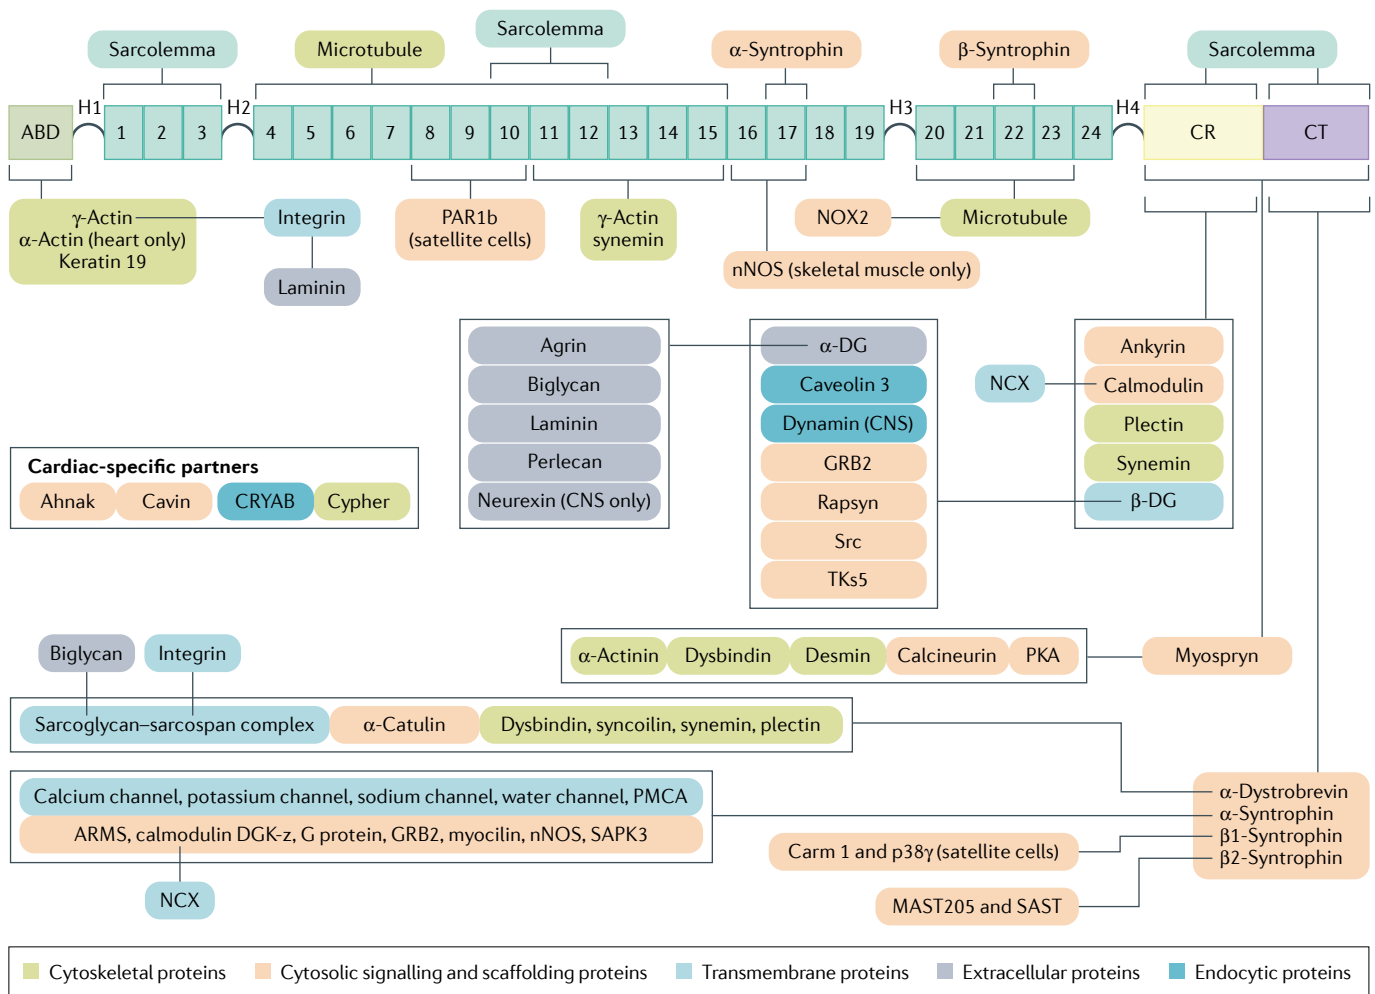 Sarcolemma
Microtubule
Sarcolemma
α-Syntrophin
β-Syntrophin
Sarcolemma
ABD
H1
1
2
3
H2
4
5
6
7
8
9
10
11
12
13
14
15
16
17
18
19
H3
20
21
22
23
24
H4
CR
CT
γ-Actin
α-Actin (heart only)
Keratin 19
Integrin
Laminin
PAR1b
(satellite cells)
γ-Actin
synemin
nNOS (skeletal muscle only)
NOX2
Microtubule
Agrin
Biglycan
Laminin
Perlecan
Neurexin (CNS only)
α-DG
Caveolin 3
Dynamin (CNS)
GRB2
Rapsyn
Src
TKs5
NCX
Ankyrin
Calmodulin
Plectin
Synemin
β-DG
Cardiac-specific partners
Ahnak
Cavin
CRYAB
Cypher
Biglycan
Integrin
α-Actinin
Dysbindin
Desmin
Calcineurin
PKA
Myospryn
Sarcoglycan–sarcospan complex
α-Catulin
Dysbindin, syncoilin, synemin, plectin
Calcium channel, potassium channel, sodium channel, water channel, PMCA
ARMS, calmodulin DGK-z, G protein, GRB2, myocilin, nNOS, SAPK3
NCX
α-Dystrobrevin
α-Syntrophin
β1-Syntrophin
β2-Syntrophin
Carm 1 and p38γ (satellite cells)
MAST205 and SAST
Cytoskeletal proteins
Cytosolic signalling and scaffolding proteins
Transmembrane proteins
Extracellular proteins
Endocytic proteins